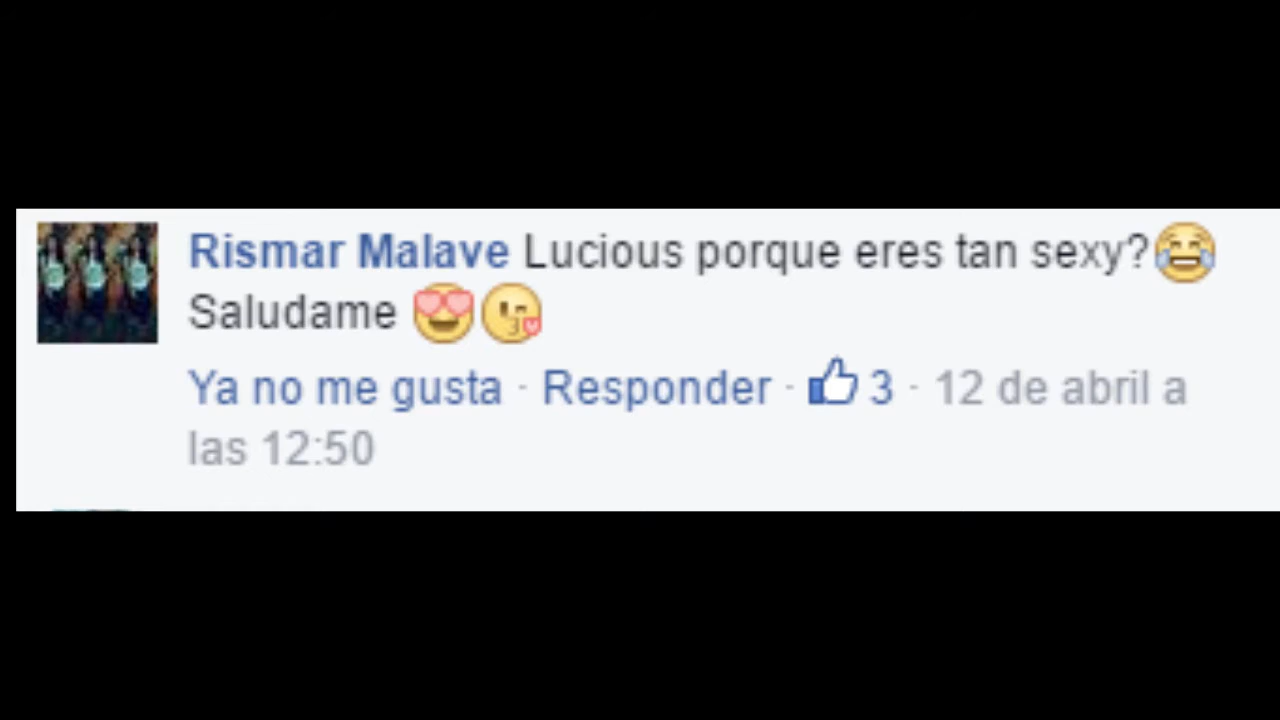 Rismar Malave Lucious porque eres tan sexy?😂
Saludame 😍😘
Ya no me gusta · Responder · 👍 3 · 12 de abril a
las 12:50